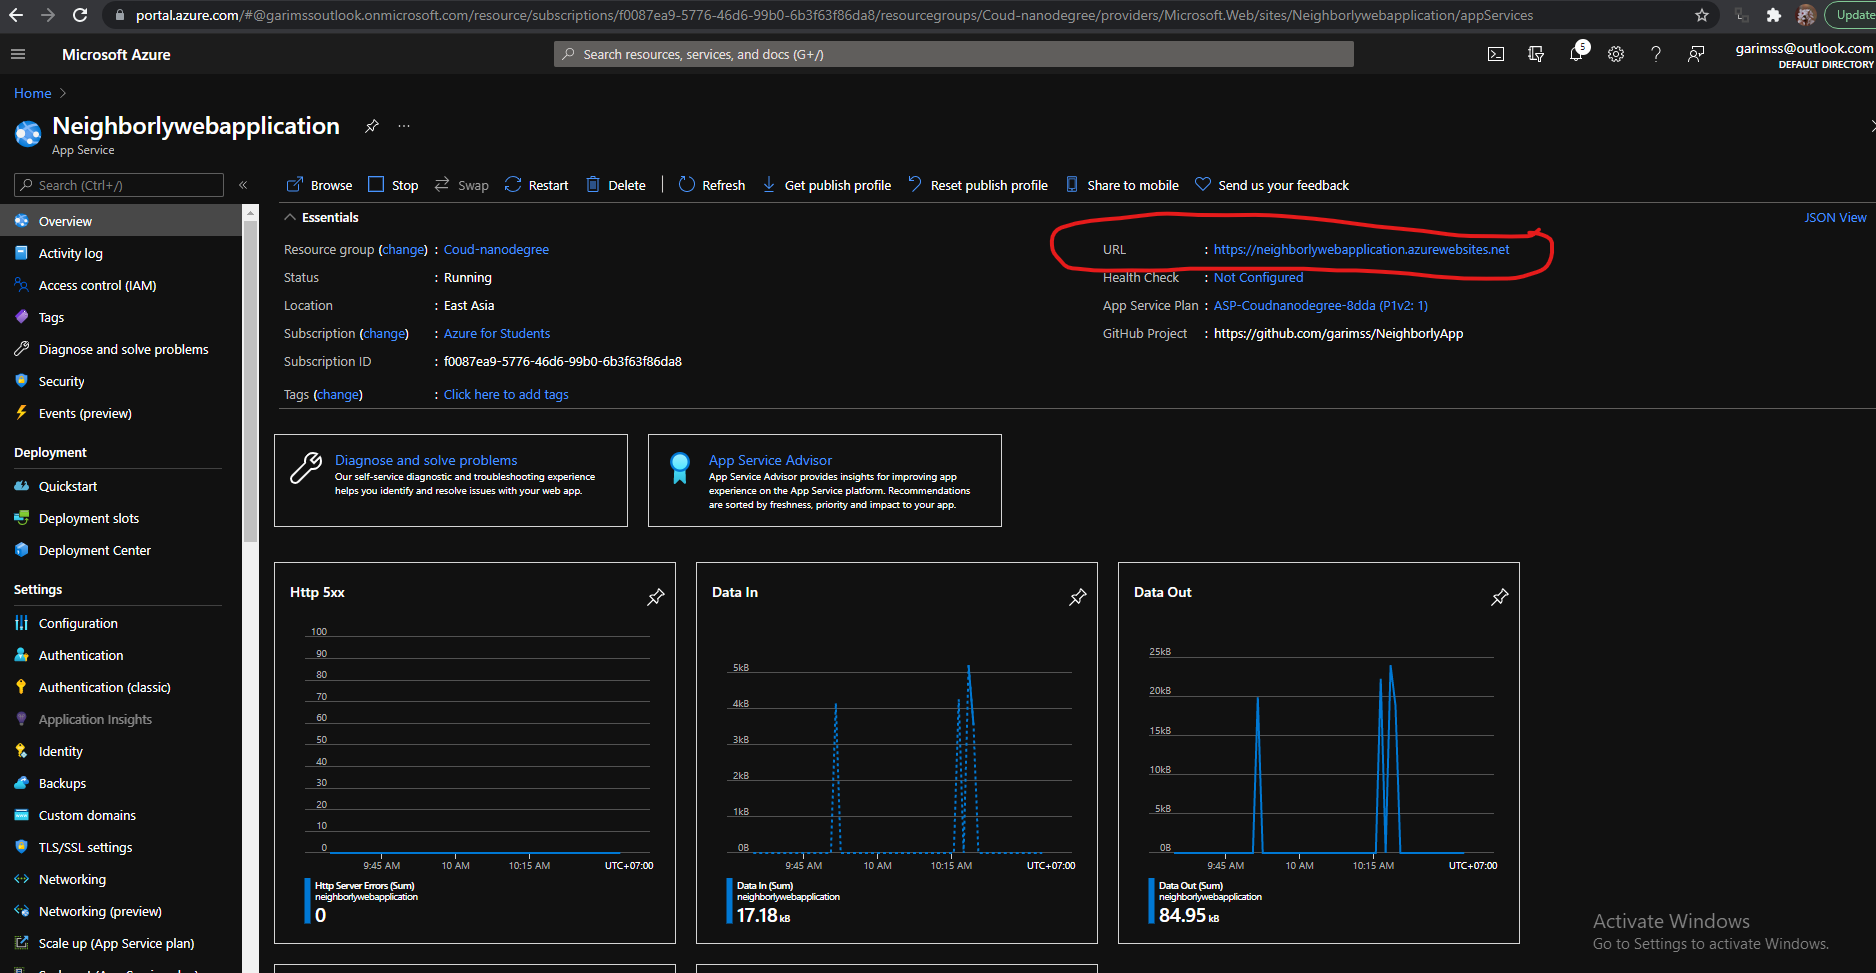 portal.azure.com/#@garimssoutlook.onmicrosoft.com/resource/subscriptions/f0087ea9-5776-46d6-99b0-6b3f63f86da8/resourcegroups/Coud-nanodegree/providers/Microsoft.Web/sites/Neighborlywebapplication/appServices
Update
Microsoft Azure
Search resources, services, and docs (G+/)
5
garimss@outlook.com
DEFAULT DIRECTORY
Home >
Neighborlywebapplication
App Service
Search (Ctrl+/)
Browse Stop Swap Restart Delete Refresh Get publish profile Reset publish profile Share to mobile Send us your feedback
Overview
Activity log
Access control (IAM)
Tags
Diagnose and solve problems
Security
Events (preview)
Deployment
Quickstart
Deployment slots
Deployment Center
Settings
Configuration
Authentication
Authentication (classic)
Application Insights
Identity
Backups
Custom domains
TLS/SSL settings
Networking
Networking (preview)
Scale up (App Service plan)
Essentials
JSON View
Resource group (change) : Coud-nanodegree
Status : Running
Location : East Asia
Subscription (change) : Azure for Students
Subscription ID : f0087ea9-5776-46d6-99b0-6b3f63f86da8
Tags (change) : Click here to add tags
URL : https://neighborlywebapplication.azurewebsites.net
Health Check : Not Configured
App Service Plan : ASP-Coudnanodegree-8dda (P1v2: 1)
GitHub Project : https://github.com/garimss/NeighborlyApp
Diagnose and solve problems
Our self-service diagnostic and troubleshooting experience
helps you identify and resolve issues with your web app.
App Service Advisor
App Service Advisor provides insights for improving app
experience on the App Service platform. Recommendations
are sorted by freshness, priority and impact to your app.
Http 5xx
100
90
80
70
60
50
40
30
20
10
0
9:45 AM 10 AM 10:15 AM UTC+07:00
Http Server Errors (Sum)
neighborlywebapplication
0
Data In
5kB
4kB
3kB
2kB
1kB
0B
9:45 AM 10 AM 10:15 AM UTC+07:00
Data In (Sum)
neighborlywebapplication
17.18 kB
Data Out
25kB
20kB
15kB
10kB
5kB
0B
9:45 AM 10 AM 10:15 AM UTC+07:00
Data Out (Sum)
neighborlywebapplication
84.95 kB
Activate Windows
Go to Settings to activate Windows.